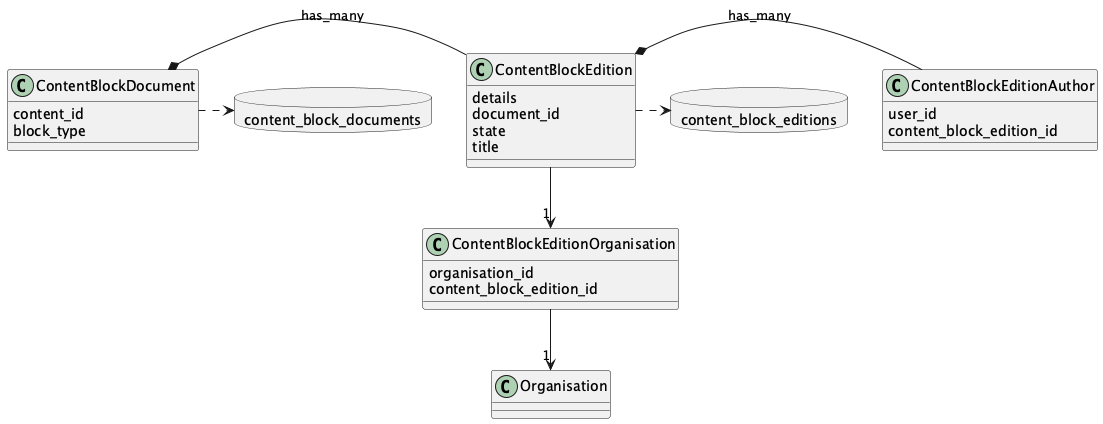 has_many
has_many
C ContentBlockDocument
content_id
block_type
content_block_documents
C ContentBlockEdition
details
document_id
state
title
content_block_editions
C ContentBlockEditionAuthor
user_id
content_block_edition_id
1
C ContentBlockEditionOrganisation
organisation_id
content_block_edition_id
1
C Organisation